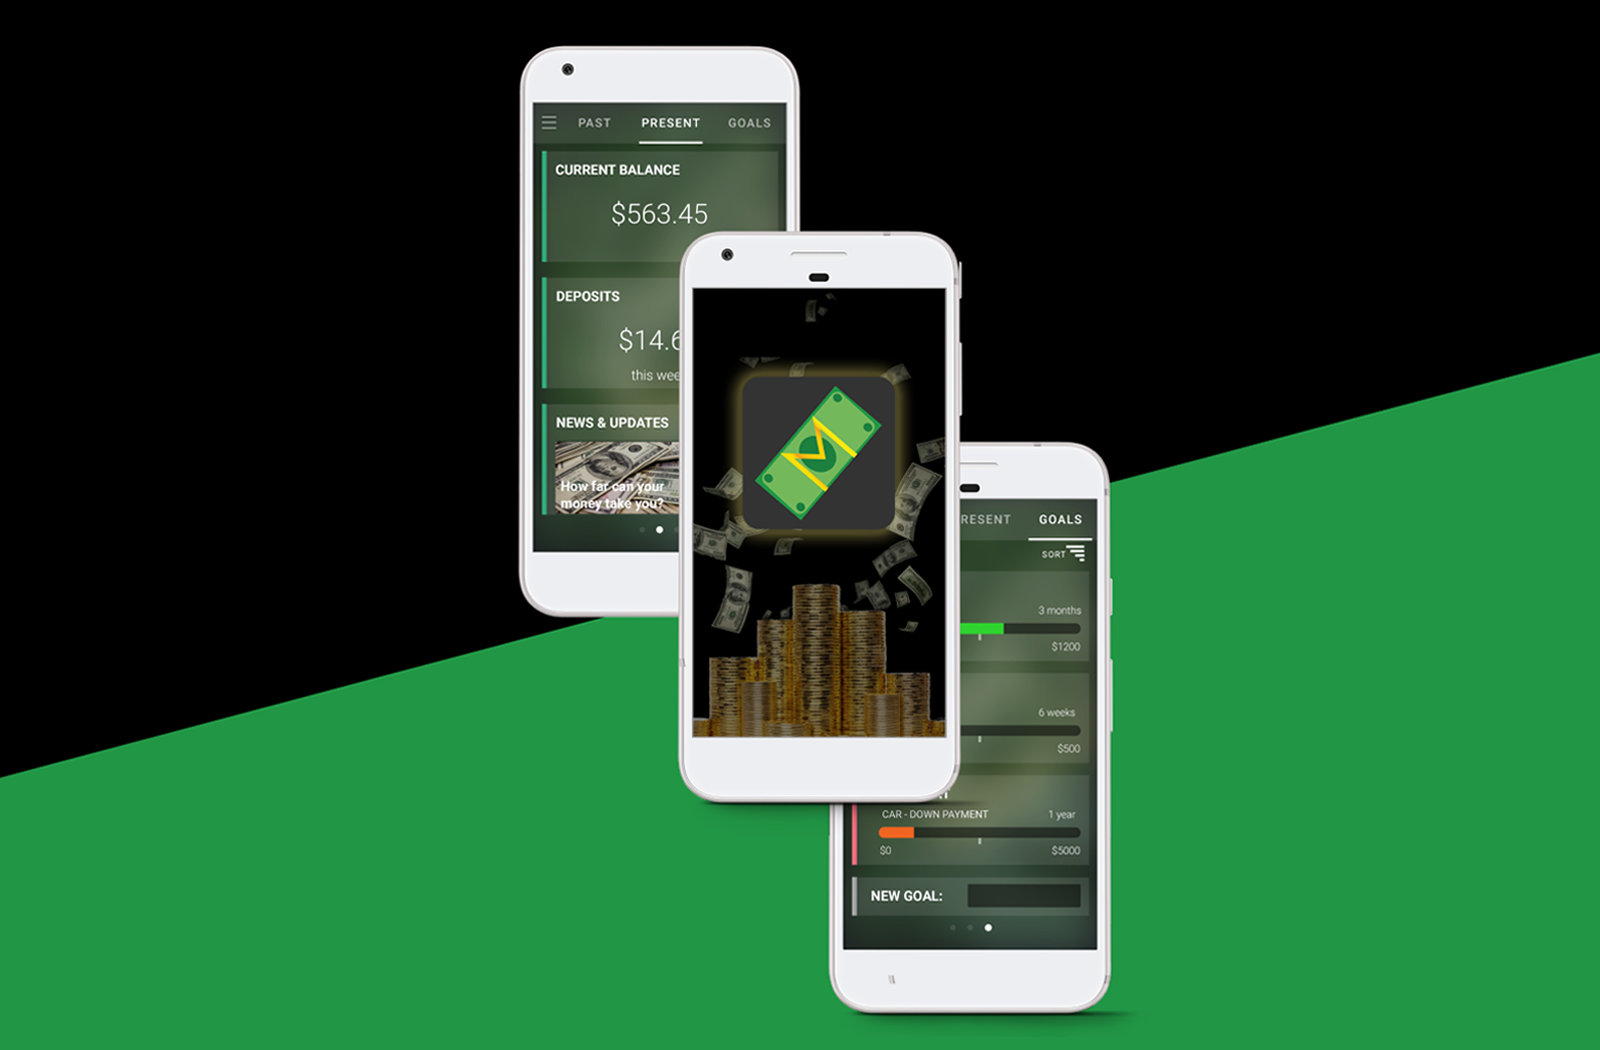 PAST PRESENT GOALS
CURRENT BALANCE
$563.45
DEPOSITS
$14.6
this wee
NEWS & UPDATES
How far can your
money take you?
M
RESENT GOALS
SORT
3 months
$1200
6 weeks
$500
CAR - DOWN PAYMENT 1 year
$0 $5000
NEW GOAL: